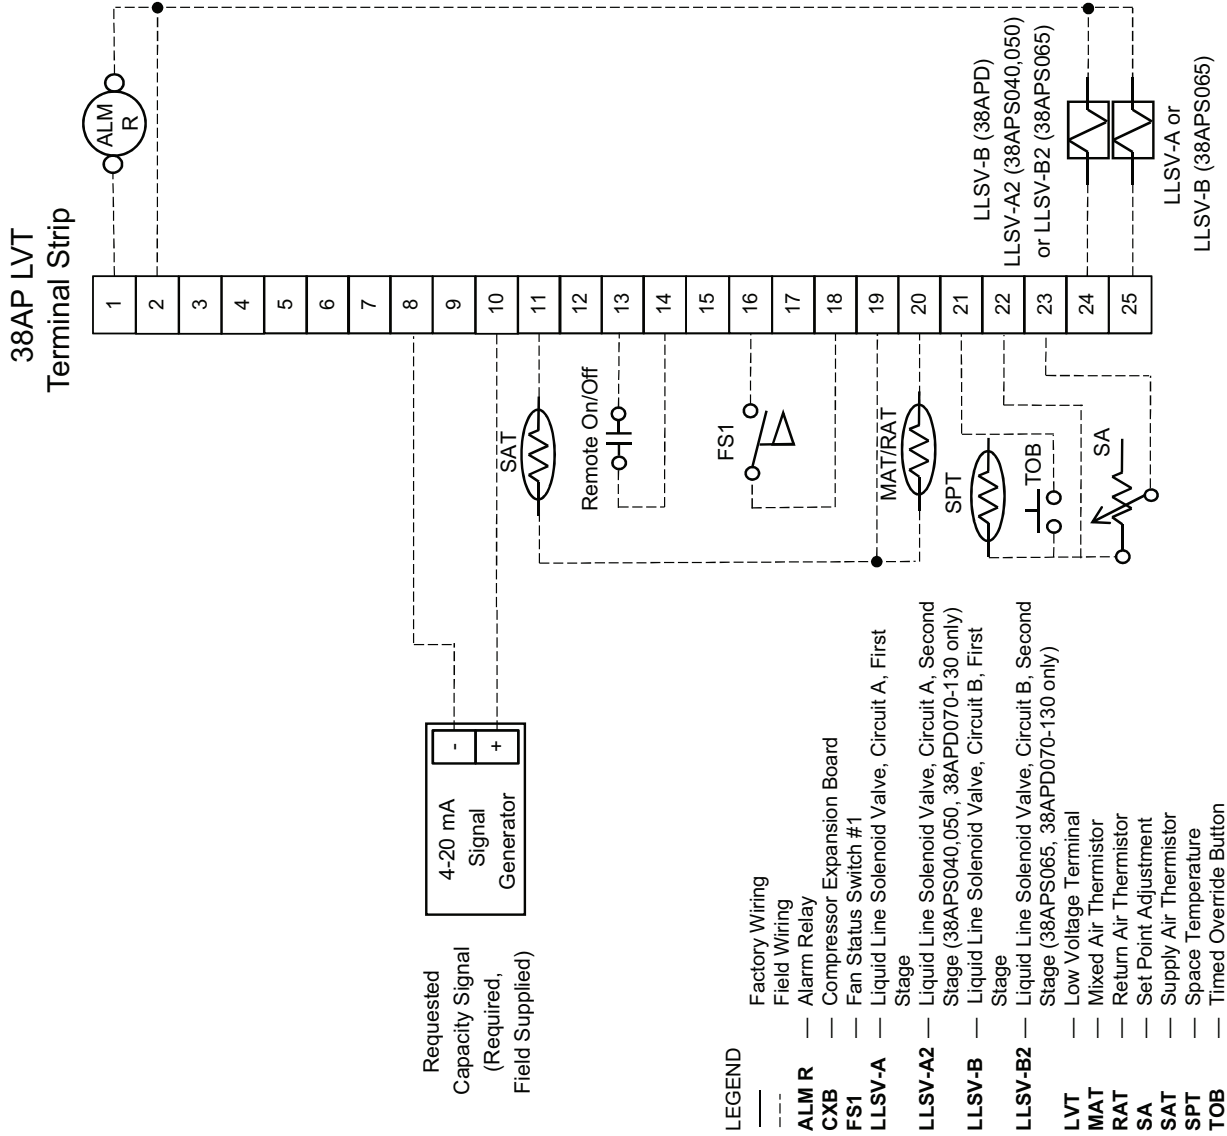 38AP LVT
Terminal Strip
ALM
R
1
2
3
4
5
6
7
8
9
10
11
12
13
14
15
16
17
18
19
20
21
22
23
24
25
LLSV-B (38APD)
LLSV-A2 (38APS040,050)
or LLSV-B2 (38APS065)
LLSV-A or
LLSV-B (38APS065)
SAT
Remote On/Off
FS1
MAT/RAT
SPT
TOB
SA
-
+
4-20 mA
Signal
Generator
Requested
Capacity Signal
(Required,
Field Supplied)
LEGEND
Factory Wiring
Field Wiring
ALM R — Alarm Relay
CXB — Compressor Expansion Board
FS1 — Fan Status Switch #1
LLSV-A — Liquid Line Solenoid Valve, Circuit A, First
Stage
LLSV-A2 — Liquid Line Solenoid Valve, Circuit A, Second
Stage (38APS040,050, 38APD070-130 only)
LLSV-B — Liquid Line Solenoid Valve, Circuit B, First
Stage
LLSV-B2 — Liquid Line Solenoid Valve, Circuit B, Second
Stage (38APS065, 38APD070-130 only)
LVT — Low Voltage Terminal
MAT — Mixed Air Thermistor
RAT — Return Air Thermistor
SA — Set Point Adjustment
SAT — Supply Air Thermistor
SPT — Space Temperature
TOB — Timed Override Button